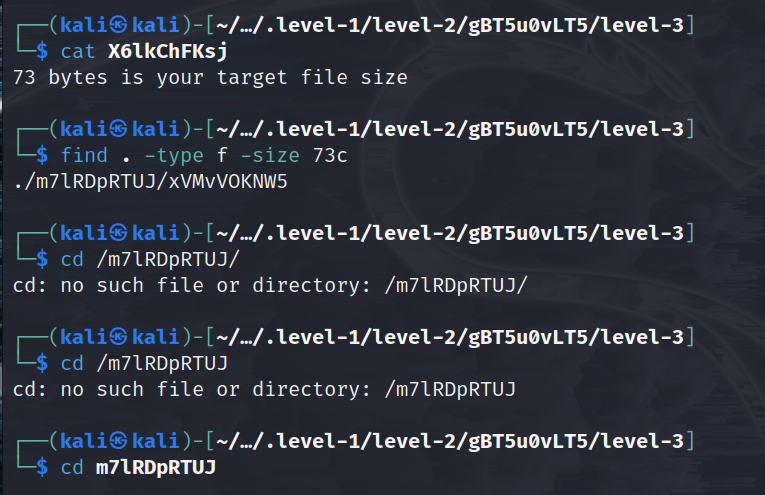 ┌──(kali㉿kali)-[~/…/.level-1/level-2/gBT5u0vLT5/level-3]
└─$ cat X6lkChFKsj
73 bytes is your target file size
┌──(kali㉿kali)-[~/…/.level-1/level-2/gBT5u0vLT5/level-3]
└─$ find . -type f -size 73c
./m7lRDpRTUJ/xVMvVOKNW5
┌──(kali㉿kali)-[~/…/.level-1/level-2/gBT5u0vLT5/level-3]
└─$ cd /m7lRDpRTUJ/
cd: no such file or directory: /m7lRDpRTUJ/
┌──(kali㉿kali)-[~/…/.level-1/level-2/gBT5u0vLT5/level-3]
└─$ cd /m7lRDpRTUJ
cd: no such file or directory: /m7lRDpRTUJ
┌──(kali㉿kali)-[~/…/.level-1/level-2/gBT5u0vLT5/level-3]
└─$ cd m7lRDpRTUJ